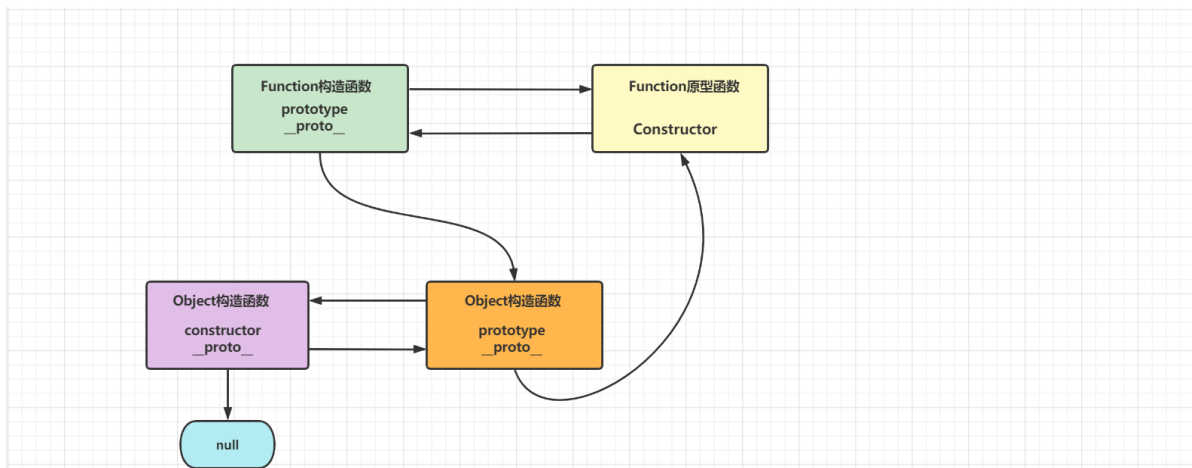 Function构造函数
prototype
__proto__
Function原型函数
Constructor
Object构造函数
constructor
__proto__
Object构造函数
prototype
__proto__
null